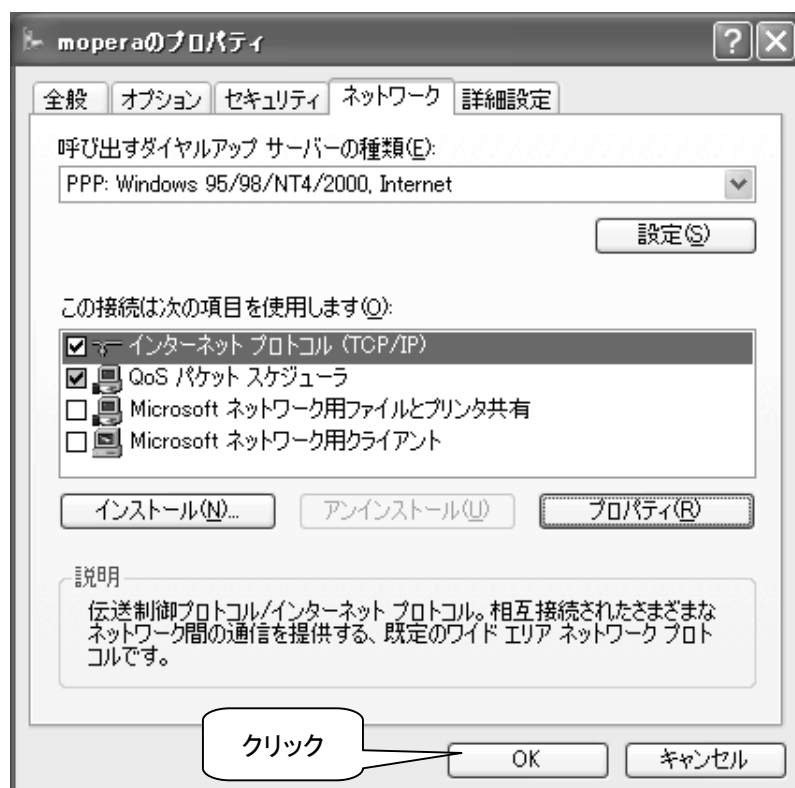 moperaのプロパティ
全般 オプション セキュリティ ネットワーク 詳細設定
呼び出すダイヤルアップ サーバーの種類(E):
PPP: Windows 95/98/NT4/2000, Internet
設定(S)
この接続は次の項目を使用します(O):
インターネット プロトコル (TCP/IP)
QoS パケット スケジューラ
Microsoft ネットワーク用ファイルとプリンタ共有
Microsoft ネットワーク用クライアント
インストール(N)... アンインストール(U) プロパティ(R)
説明
伝送制御プロトコル/インターネット プロトコル。相互接続されたさまざまな
ネットワーク間の通信を提供する、既定のワイド エリア ネットワーク プロト
コルです。
クリック
OK キャンセル